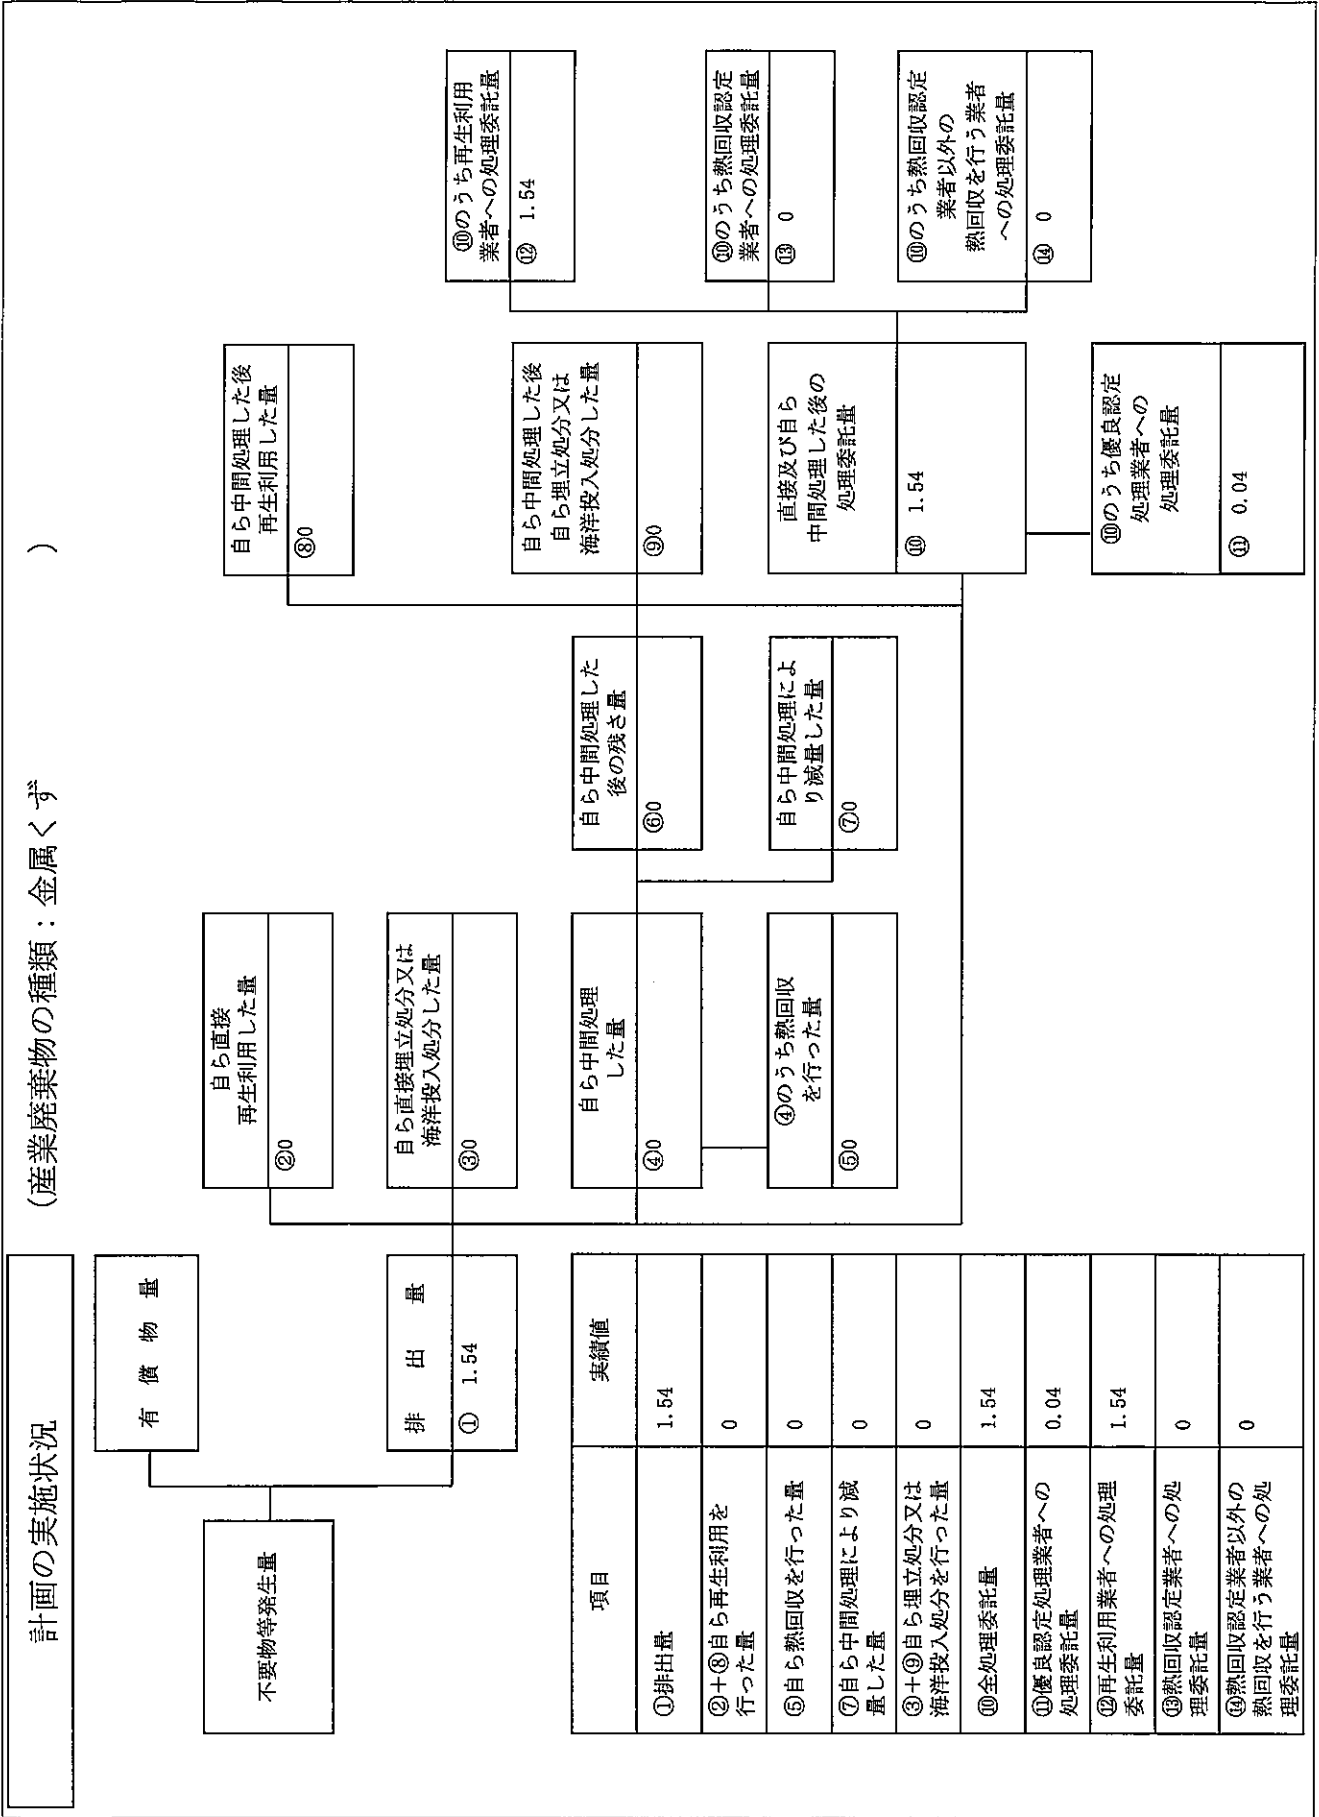 計画の実施状況
（産業廃棄物の種類：金属くず　　　　）
不要物等発生量
有 償 物 量
排 出 量
① 1.54
自ら直接
再生利用した量
②0
自ら直接埋立処分又は
海洋投入処分した量
③0
自ら中間処理
した量
④0
④のうち熱回収
を行った量
⑤0
自ら中間処理した
後の残さ量
⑥0
自ら中間処理によ
り減量した量
⑦0
自ら中間処理した後
再生利用した量
⑧0
自ら中間処理した後
自ら埋立処分又は
海洋投入処分した量
⑨0
直接及び自ら
中間処理した後の
処理委託量
⑩ 1.54
⑩のうち優良認定
処理業者への
処理委託量
⑪ 0.04
⑩のうち再生利用
業者への処理委託量
⑫ 1.54
⑩のうち熱回収認定
業者への処理委託量
⑬ 0
⑩のうち熱回収認定
業者以外の
熱回収を行う業者
への処理委託量
⑭ 0
項目 実績値
①排出量 1.54
②＋⑧自ら再生利用を
行った量 0
⑤自ら熱回収を行った量 0
⑦自ら中間処理により減
量した量 0
③＋⑨自ら埋立処分又は
海洋投入処分を行った量 0
⑩全処理委託量 1.54
⑪優良認定処理業者への
処理委託量 0.04
⑫再生利用業者への処理
委託量 1.54
⑬熱回収認定業者への処
理委託量 0
⑭熱回収認定業者以外の
熱回収を行う業者への処
理委託量 0